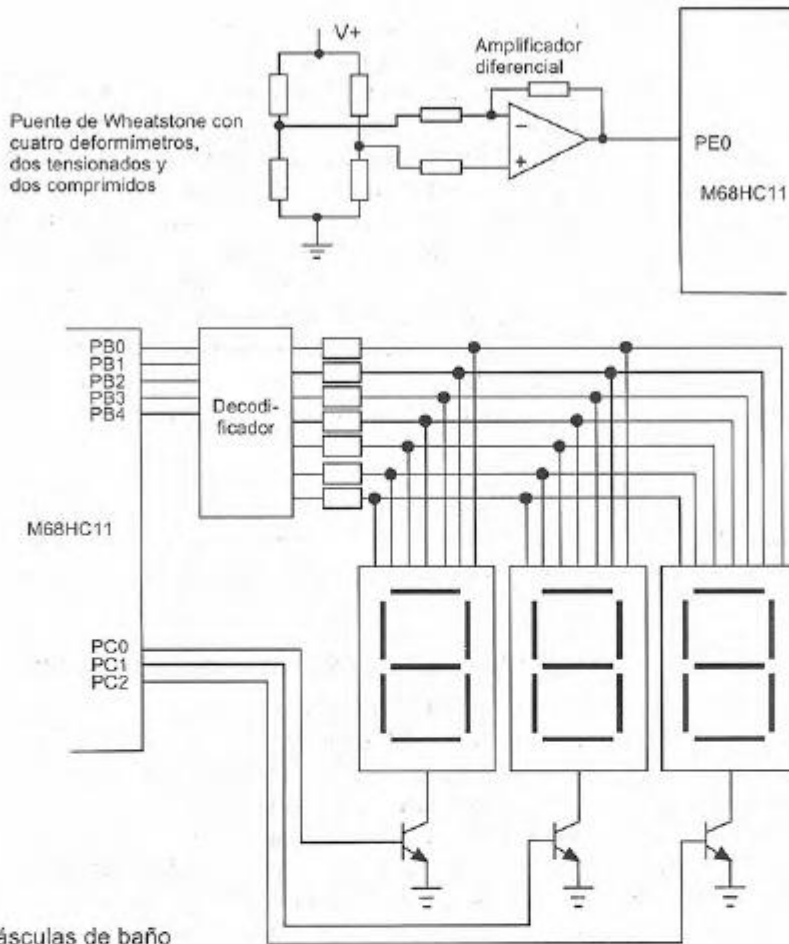 V+
Amplificador
diferencial
Puente de Wheatstone con
cuatro deformímetros,
dos tensionados y
dos comprimidos
PE0
M68HC11
PB0
PB1
PB2
PB3
PB4
Decodi-
ficador
M68HC11
PC0
PC1
PC2
ásculas de baño